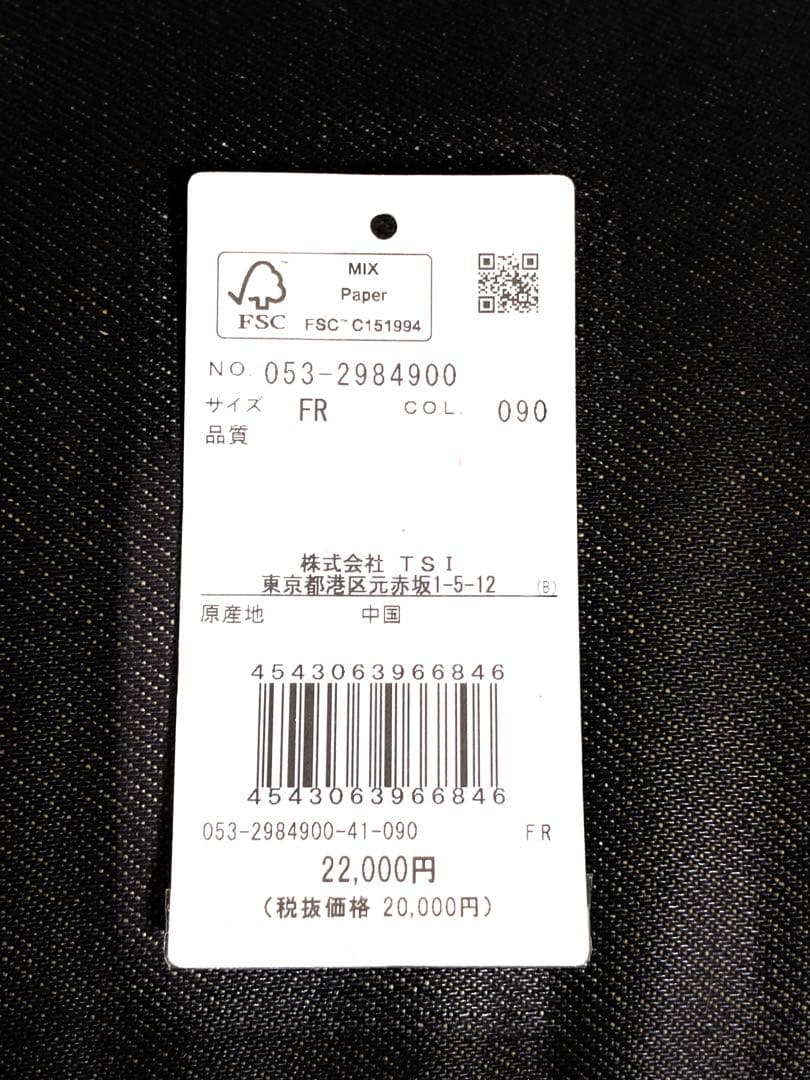 MIX
Paper
FSC™ C151994
FSC
NO. 053-2984900
サイズ FR COL. 090
品質
株式会社 TSI
東京都港区元赤坂1-5-12 (B)
原産地 中国
4543063966846
4543063966846
053-2984900-41-090 FR
22,000円
(税抜価格 20,000円)